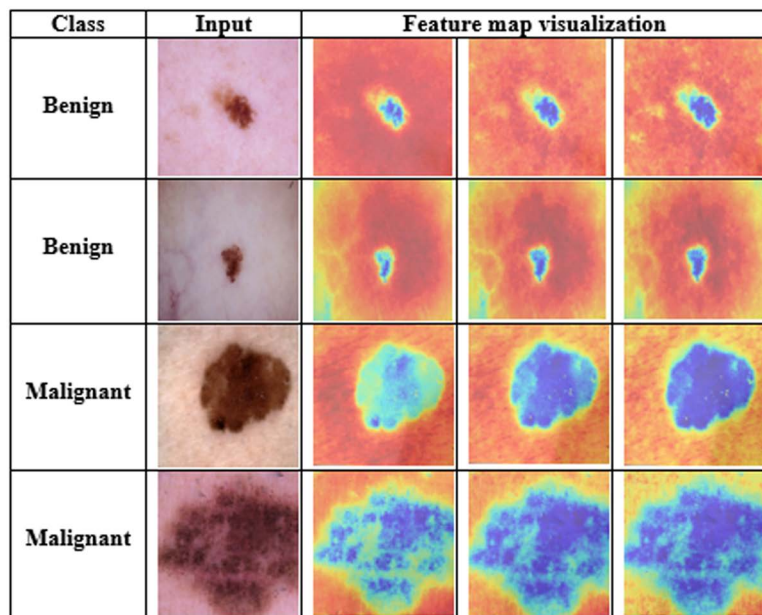 Class Input Feature map visualization
Benign
Benign
Malignant
Malignant